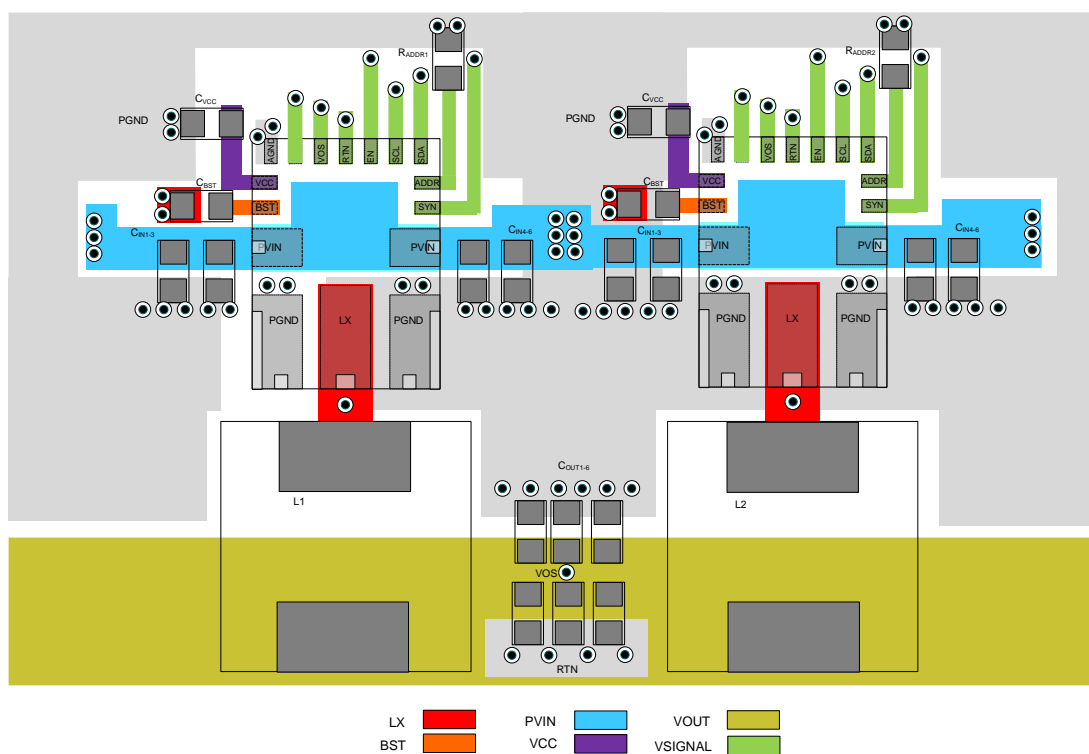 RADDR1
RADDR2
CVCC
CVCC
PGND
PGND
AGND
VOS
RTN
EN
SCL
SDA
AGND
VOS
RTN
EN
SCL
SDA
CBST
VCC
ADDR
CBST
VCC
ADDR
BST
SYN
BST
SYN
CIN1-3
PVIN
PVIN
CIN4-6
CIN1-3
PVIN
PVIN
CIN4-6
PGND
LX
PGND
PGND
LX
PGND
COUT1-6
L1
L2
VOS
RTN
LX
PVIN
VOUT
BST
VCC
VSIGNAL